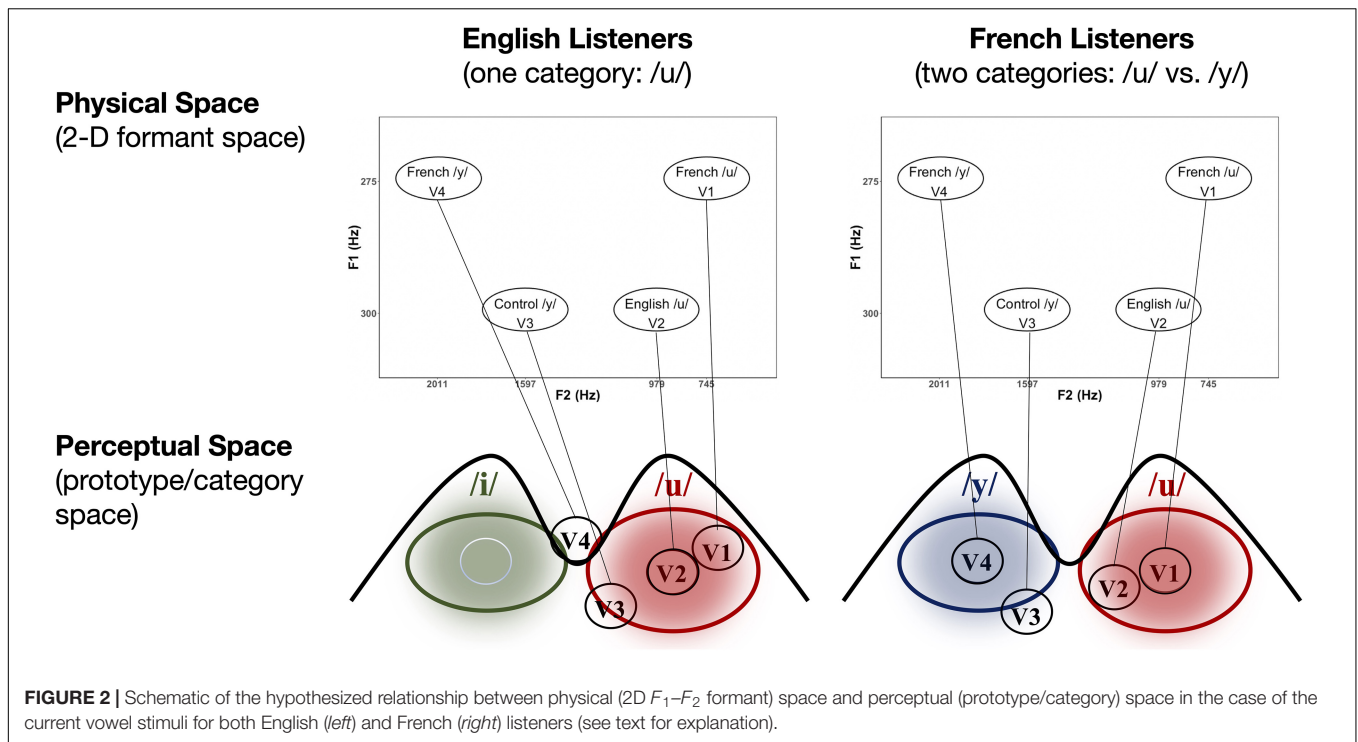 English Listeners
(one category: /u/)
French Listeners
(two categories: /u/ vs. /y/)
Physical Space
(2-D formant space)
F1 (Hz)
275
300
French /y/
V4
French /u/
V1
Control /y/
V3
English /u/
V2
2011
1597
979
745
F2 (Hz)
F1 (Hz)
275
300
French /y/
V4
French /u/
V1
Control /y/
V3
English /u/
V2
2011
1597
979
745
F2 (Hz)
Perceptual Space
(prototype/category
space)
/i/
/u/
V4
V1
V2
V3
/y/
/u/
V4
V1
V2
V3
FIGURE 2 | Schematic of the hypothesized relationship between physical (2D F1–F2 formant) space and perceptual (prototype/category) space in the case of the
current vowel stimuli for both English (left) and French (right) listeners (see text for explanation).